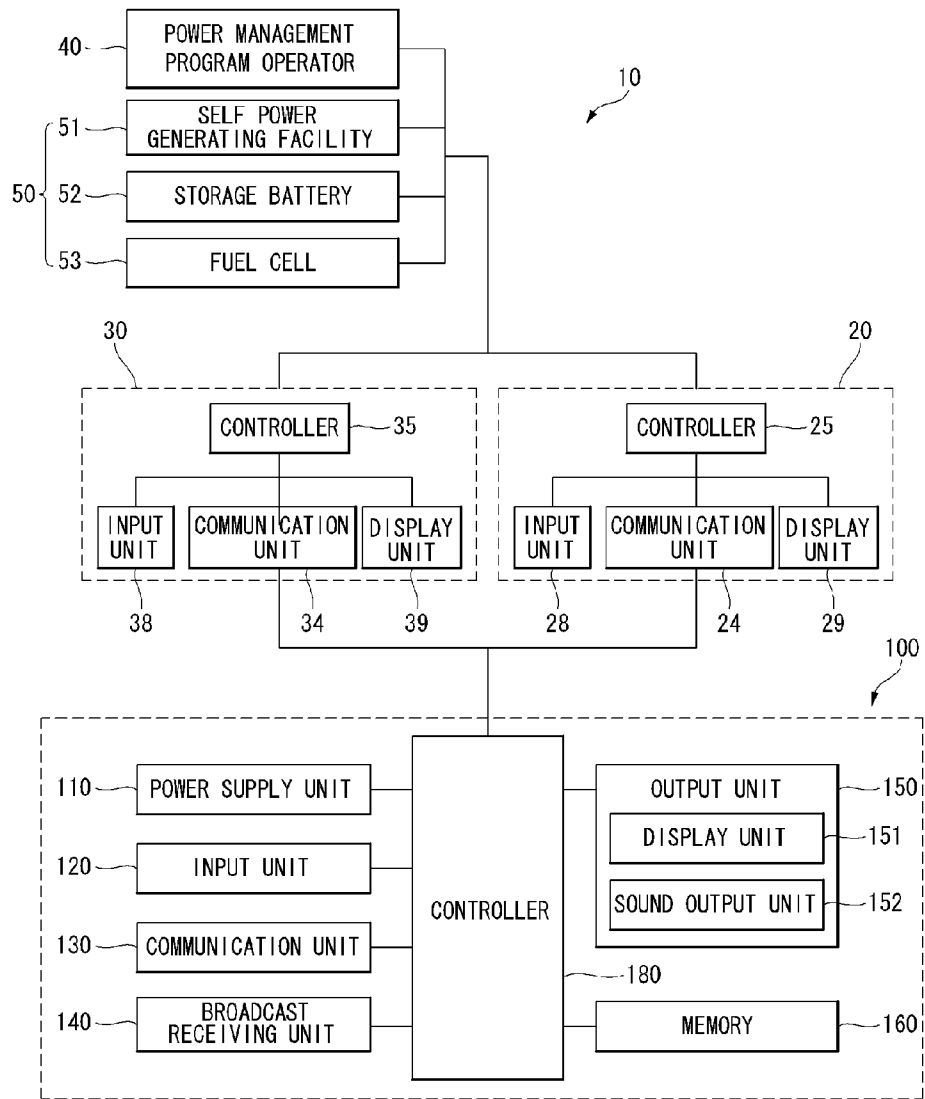 40
POWER MANAGEMENT
PROGRAM OPERATOR
10
50
51
SELF POWER
GENERATING FACILITY
52
STORAGE BATTERY
53
FUEL CELL
30
20
CONTROLLER
35
CONTROLLER
25
INPUT
UNIT
COMMUNICATION
UNIT
DISPLAY
UNIT
INPUT
UNIT
COMMUNICATION
UNIT
DISPLAY
UNIT
38
34
39
28
24
29
100
110
POWER SUPPLY UNIT
120
INPUT UNIT
130
COMMUNICATION UNIT
140
BROADCAST
RECEIVING UNIT
CONTROLLER
180
OUTPUT UNIT
150
DISPLAY UNIT
151
SOUND OUTPUT UNIT
152
MEMORY
160